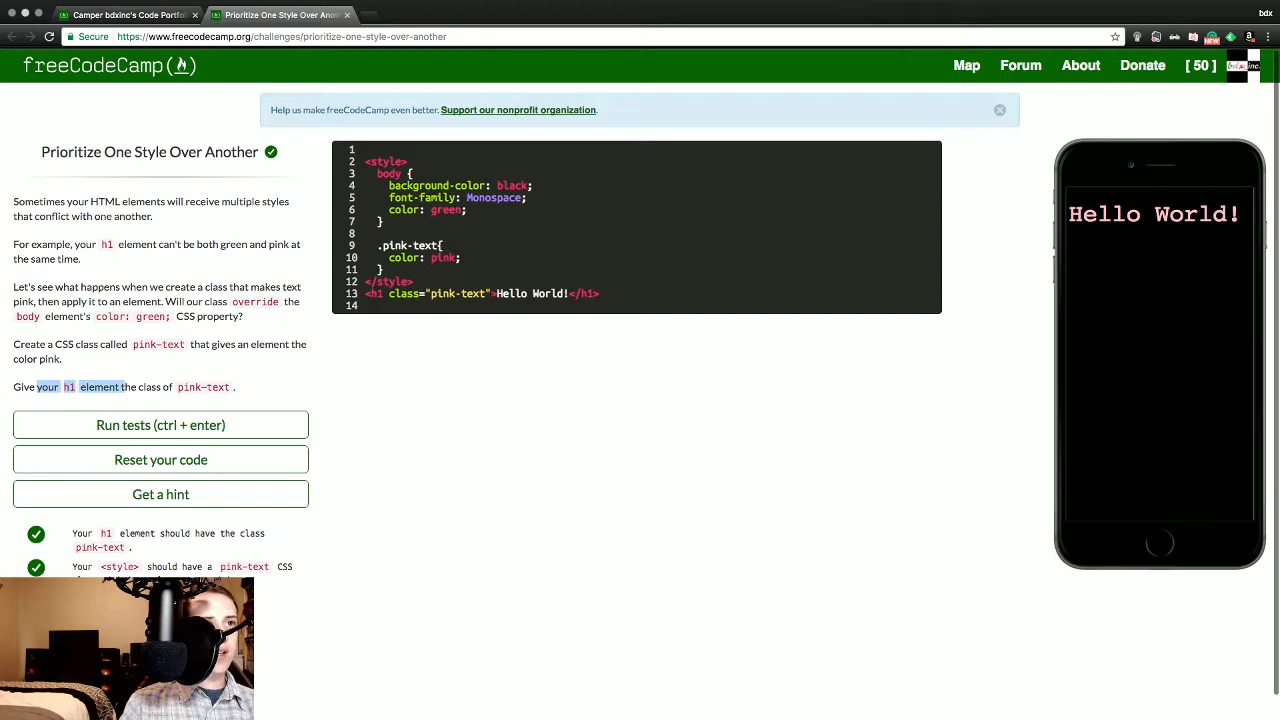 Camper bdxinc's Code Portfoli
Prioritize One Style Over Anoth
bdx
Secure
https://www.freecodecamp.org/challenges/prioritize-one-style-over-another
NEW
freeCodeCamp(
)
Map
Forum
About
Donate
[ 50 ]
bdx inc.
Help us make freeCodeCamp even better. Support our nonprofit organization.
Prioritize One Style Over Another
Sometimes your HTML elements will receive multiple styles
that conflict with one another.
For example, your h1 element can't be both green and pink at
the same time.
Let's see what happens when we create a class that makes text
pink, then apply it to an element. Will our class override the
body element's color: green; CSS property?
Create a CSS class called pink-text that gives an element the
color pink.
Give your h1 element the class of pink-text .
Run tests (ctrl + enter)
Reset your code
Get a hint
Your h1 element should have the class
pink-text .
Your <style> should have a pink-text CSS
1
2 <style>
3 body {
4 background-color: black;
5 font-family: Monospace;
6 color: green;
7 }
8
9 .pink-text{
10 color: pink;
11 }
12 </style>
13 <h1 class="pink-text">Hello World!</h1>
14
Hello World!